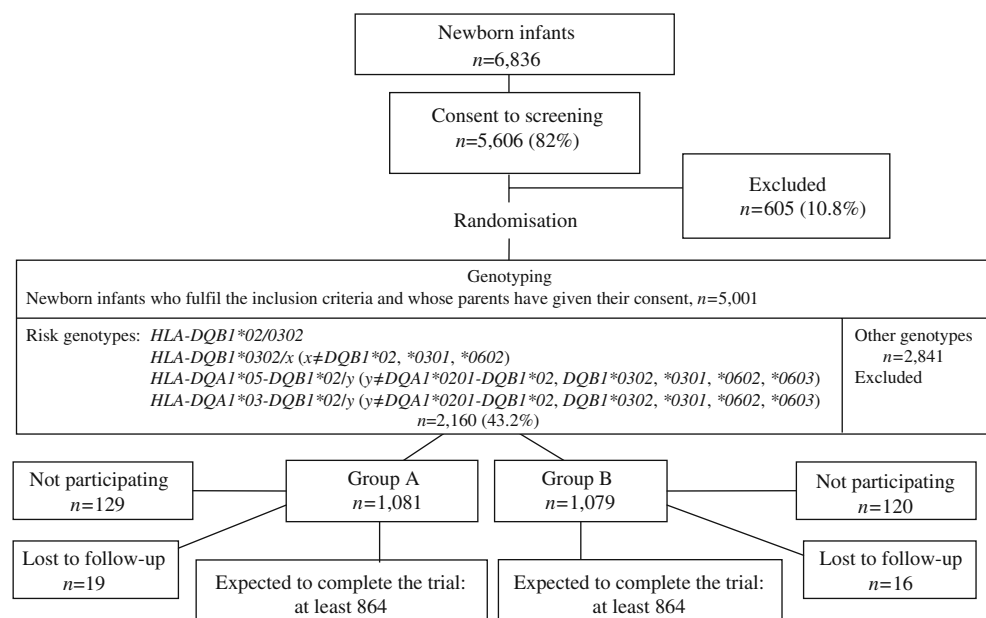 Newborn infants
n=6,836
Consent to screening
n=5,606 (82%)
Excluded
n=605 (10.8%)
Randomisation
Genotyping
Newborn infants who fulfil the inclusion criteria and whose parents have given their consent, n=5,001
Risk genotypes: HLA-DQB1*02/0302
HLA-DQB1*0302/x (x≠DQB1*02, *0301, *0602)
HLA-DQA1*05-DQB1*02/y (y≠DQA1*0201-DQB1*02, DQB1*0302, *0301, *0602, *0603)
HLA-DQA1*03-DQB1*02/y (y≠DQA1*0201-DQB1*02, DQB1*0302, *0301, *0602, *0603)
n=2,160 (43.2%)
Other genotypes
n=2,841
Excluded
Not participating
n=129
Group A
n=1,081
Group B
n=1,079
Not participating
n=120
Lost to follow-up
n=19
Expected to complete the trial:
at least 864
Expected to complete the trial:
at least 864
Lost to follow-up
n=16